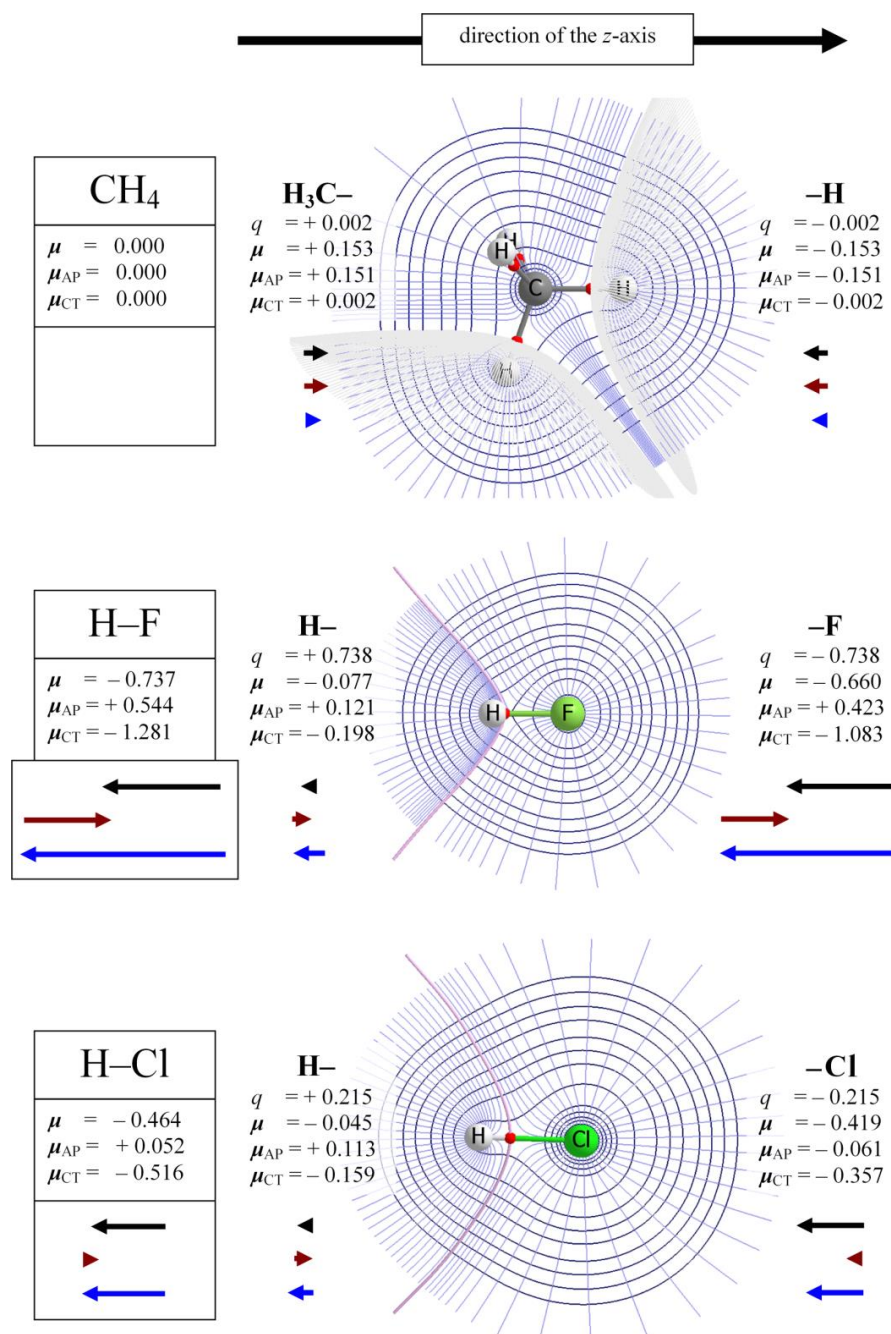 direction of the z-axis
CH₄
μ = 0.000
μAP = 0.000
μCT = 0.000
H₃C–
q = + 0.002
μ = + 0.153
μAP = + 0.151
μCT = + 0.002
H
H
C
H
H
–H
q = – 0.002
μ = – 0.153
μAP = – 0.151
μCT = – 0.002
H–F
μ = – 0.737
μAP = + 0.544
μCT = – 1.281
H–
q = + 0.738
μ = – 0.077
μAP = + 0.121
μCT = – 0.198
H
F
–F
q = – 0.738
μ = – 0.660
μAP = + 0.423
μCT = – 1.083
H–Cl
μ = – 0.464
μAP = + 0.052
μCT = – 0.516
H–
q = + 0.215
μ = – 0.045
μAP = + 0.113
μCT = – 0.159
H
Cl
–Cl
q = – 0.215
μ = – 0.419
μAP = – 0.061
μCT = – 0.357